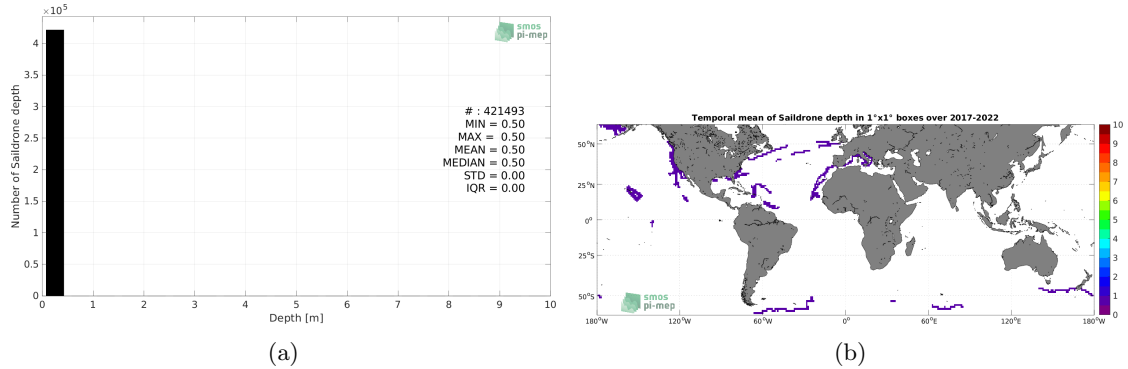 ×10⁵
4
3.5
3
2.5
2
1.5
1
0.5
0
Number of Saildrone depth
smos
pi-mep
# : 421493
MIN = 0.50
MAX = 0.50
MEAN = 0.50
MEDIAN = 0.50
STD = 0.00
IQR = 0.00
0 1 2 3 4 5 6 7 8 9 10
Depth [m]
(a)
Temporal mean of Saildrone depth in 1°x1° boxes over 2017-2022
50°N
25°N
0°
25°S
50°S
smos
pi-mep
180°W 120°W 60°W 0° 60°E 120°E 180°W
10
9
8
7
6
5
4
3
2
1
0
(b)